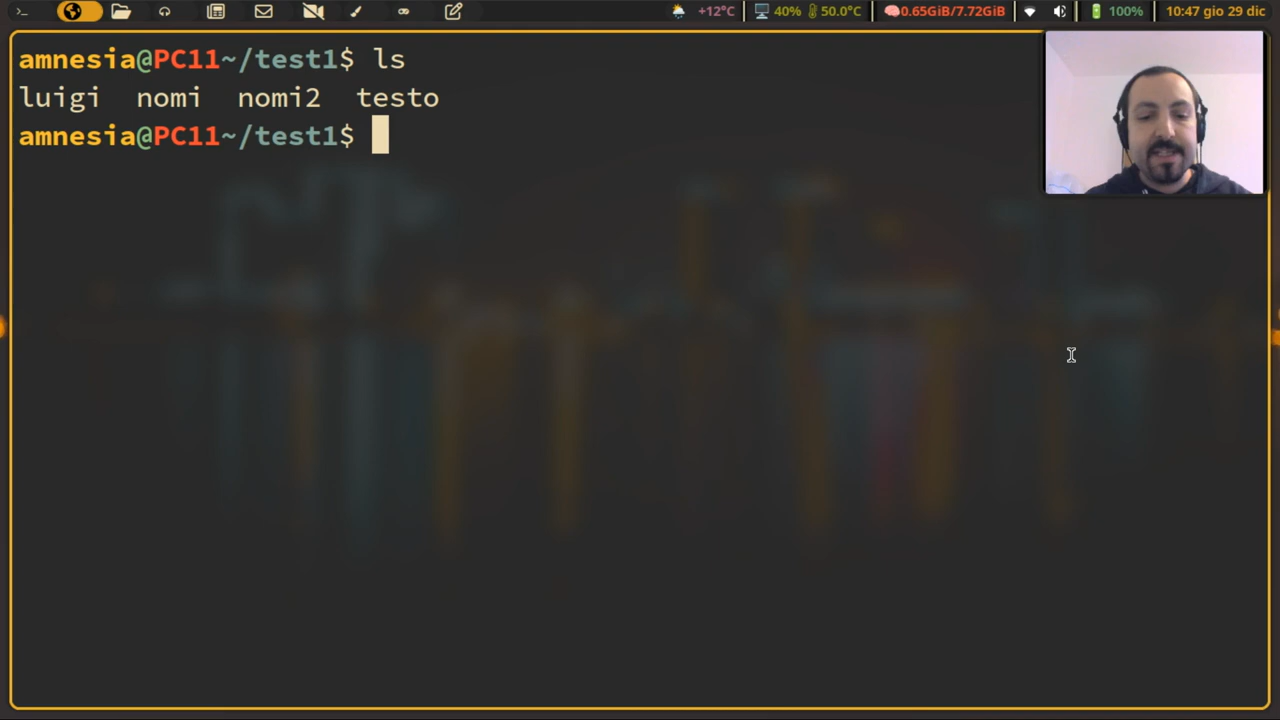 +12°C 40% 50.0°C 0.65GiB/7.72GiB 100% 10:47 gio 29 dic
amnesia@PC11~/test1$ ls
luigi nomi nomi2 testo
amnesia@PC11~/test1$